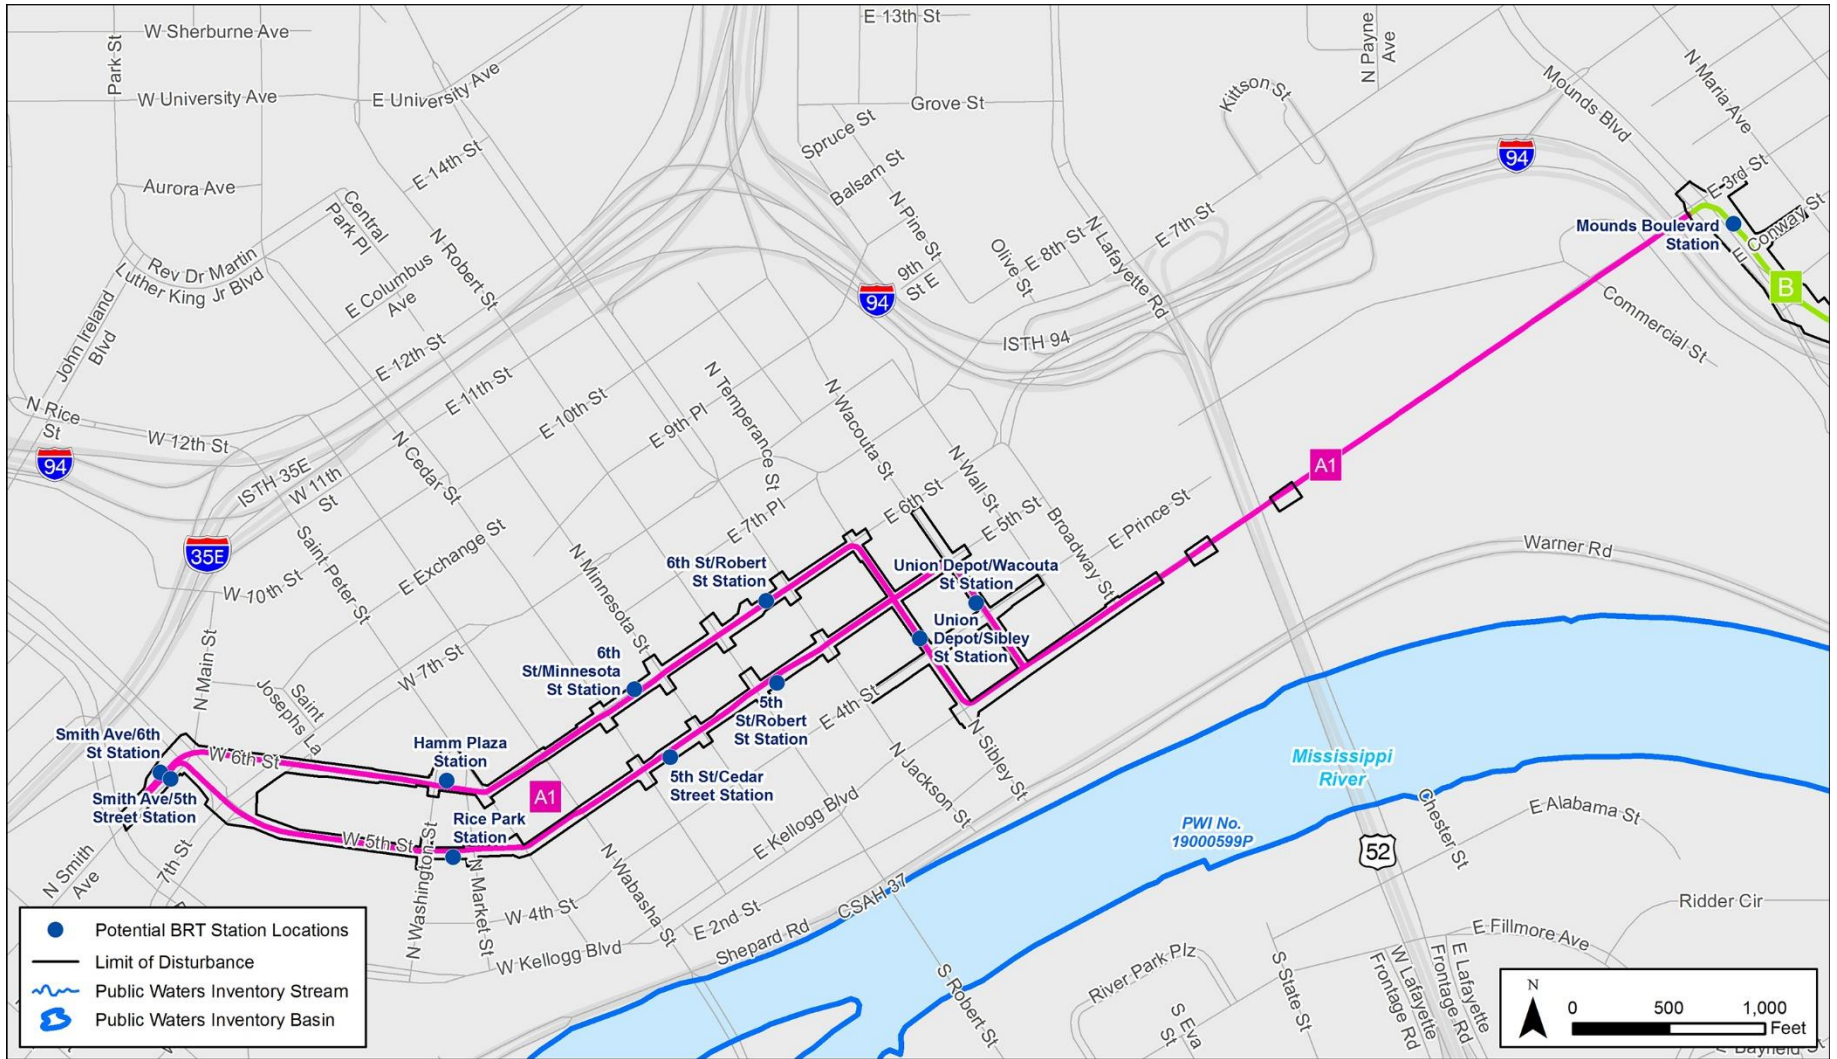 E 13th St
W Sherburne Ave
Park St
N Payne
Ave
N Maria Ave
Mounds Blvd
W University Ave
E University Ave
Grove St
Kittson St
Spruce St
94
E 14th St
Balsam St
E 3rd St
Aurora Ave
Central
Park Pl
N Pine St
N Lafayette Rd
E 7th St
Conway St
Mounds Boulevard
Station
Olive St
E 8th St
9th
St E
Rev Dr Martin
Luther King Jr Blvd
N Robert St
E Columbus
Ave
94
B
Commercial St
John Ireland
Blvd
E 12th St
ISTH 94
E 11th St
N Temperance St
N Wacouta St
E 10th St
E 9th Pl
N Rice
St
W 12th St
N Cedar St
N Wall St
94
ISTH 35E
W 11th
St
A1
E 6th St
E 5th St
E Prince St
Broadway St
E 7th Pl
Saint Peter St
E Exchange St
35E
N Minnesota St
Warner Rd
6th St/Robert
St Station
Union Depot/Wacouta
St Station
W 10th St
Union
Depot/Sibley
St Station
N Main St
W 7th St
6th
St/Minnesota
St Station
Saint
Josephs La
5th
St/Robert
St Station
E 4th St
Smith Ave/6th
St Station
W 6th St
Hamm Plaza
Station
N Jackson St
N Sibley St
Mississippi
River
5th St/Cedar
Street Station
Smith Ave/5th
Street Station
A1
Rice Park
Station
W 5th St
E Kellogg Blvd
PWI No.
19000599P
Chester St
E Alabama St
52
7th St
N Smith
Ave
N Washington St
N Market St
N Wabasha St
CSAH 37
W 4th St
E 2nd St
Shepard Rd
W Kellogg Blvd
Ridder Cir
E Fillmore Ave
River Park Plz
S Robert St
S State St
S Eva
St
W Lafayette
Frontage Rd
E Lafayette
Frontage Rd
E Bayfield St
Potential BRT Station Locations
Limit of Disturbance
Public Waters Inventory Stream
Public Waters Inventory Basin
N
0 500 1,000
Feet